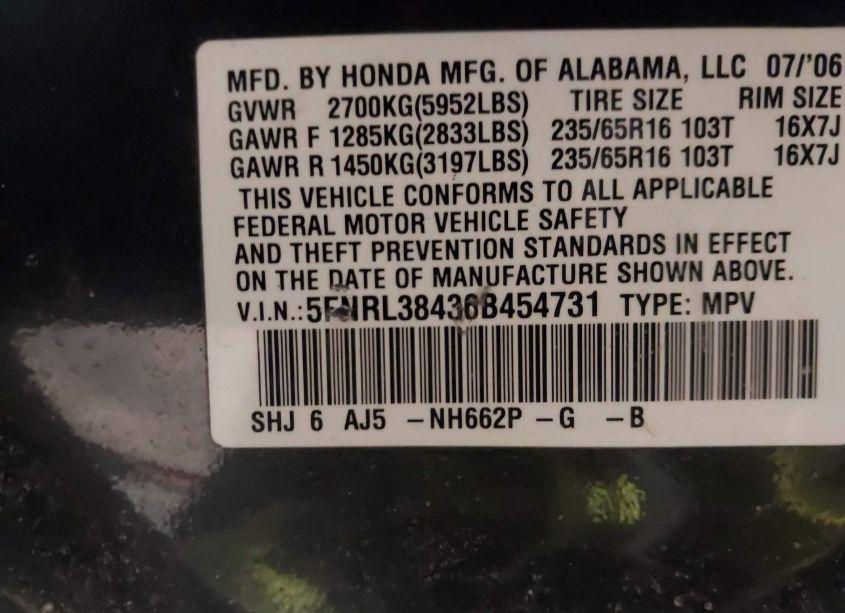 MFD. BY HONDA MFG. OF ALABAMA, LLC 07/'06
GVWR 2700KG(5952LBS) TIRE SIZE RIM SIZE
GAWR F 1285KG(2833LBS) 235/65R16 103T 16X7J
GAWR R 1450KG(3197LBS) 235/65R16 103T 16X7J
THIS VEHICLE CONFORMS TO ALL APPLICABLE
FEDERAL MOTOR VEHICLE SAFETY
AND THEFT PREVENTION STANDARDS IN EFFECT
ON THE DATE OF MANUFACTURE SHOWN ABOVE.
V.I.N.:5FNRL38436B454731 TYPE: MPV
SHJ 6 AJ5 -NH662P -G -B